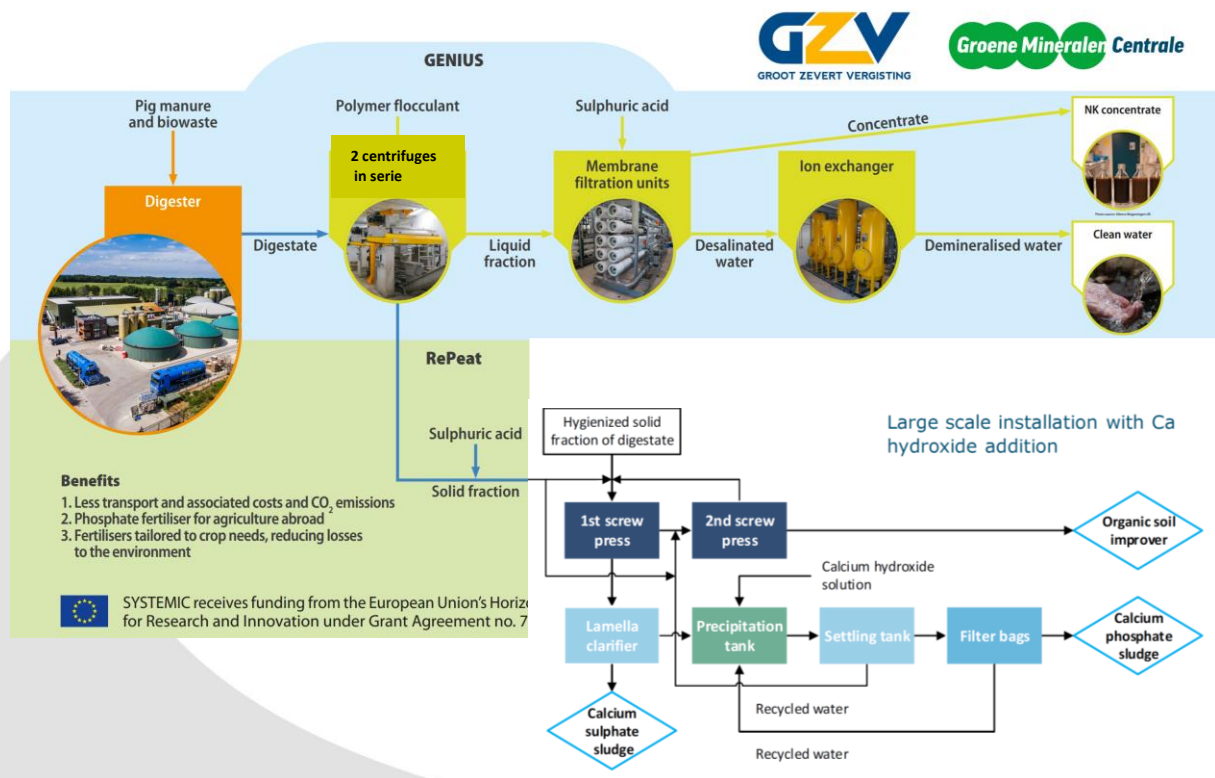 GZV
GROOT ZEVERT VERGISTING
Groene Mineralen Centrale
GENIUS
Pig manure
and biowaste
Polymer flocculant
Sulphuric acid
Concentrate
NK concentrate
2 centrifuges
in serie
Digester
Membrane
filtration units
Ion exchanger
Digestate
Liquid
fraction
Desalinated
water
Demineralised water
Clean water
RePeat
Sulphuric acid
Solid fraction
Benefits
1. Less transport and associated costs and CO2 emissions
2. Phosphate fertiliser for agriculture abroad
3. Fertilisers tailored to crop needs, reducing losses
to the environment
SYSTEMIC receives funding from the European Union's Horiz
for Research and Innovation under Grant Agreement no. 7
Large scale installation with Ca
hydroxide addition
Hygienized solid
fraction of digestate
1st screw
press
2nd screw
press
Organic soil
improver
Calcium hydroxide
solution
Lamella
clarifier
Precipitation
tank
Settling tank
Filter bags
Calcium
phosphate
sludge
Calcium
sulphate
sludge
Recycled water
Recycled water